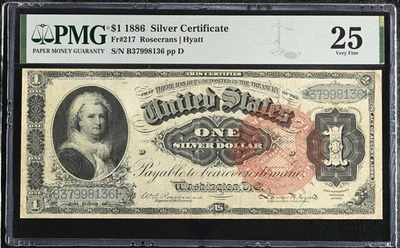 PMG
PAPER MONEY GUARANTY
$1 1886 Silver Certificate
Fr#217 Rosecrans | Hyatt
S/N B37998136 pp D
25
Very Fine
THIS CERTIFIES
THAT THERE HAVE BEEN DEPOSITED IN THE TREASURY OF THE
B37998136
United States
ONE
SILVER DOLLAR
1
Payable to bearer on demand
Washington, D.C.
B37998136